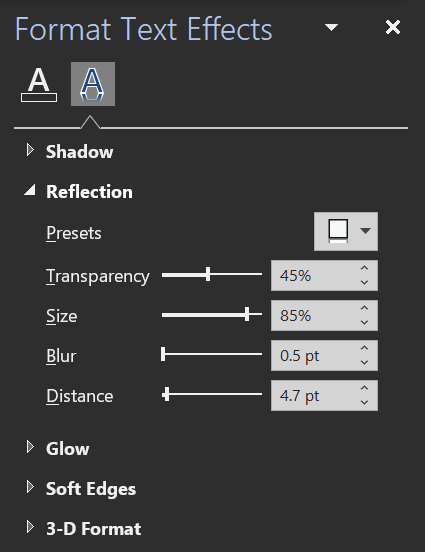 Format Text Effects
A A
Shadow
Reflection
Presets
Transparency 45%
Size 85%
Blur 0.5 pt
Distance 4.7 pt
Glow
Soft Edges
3-D Format